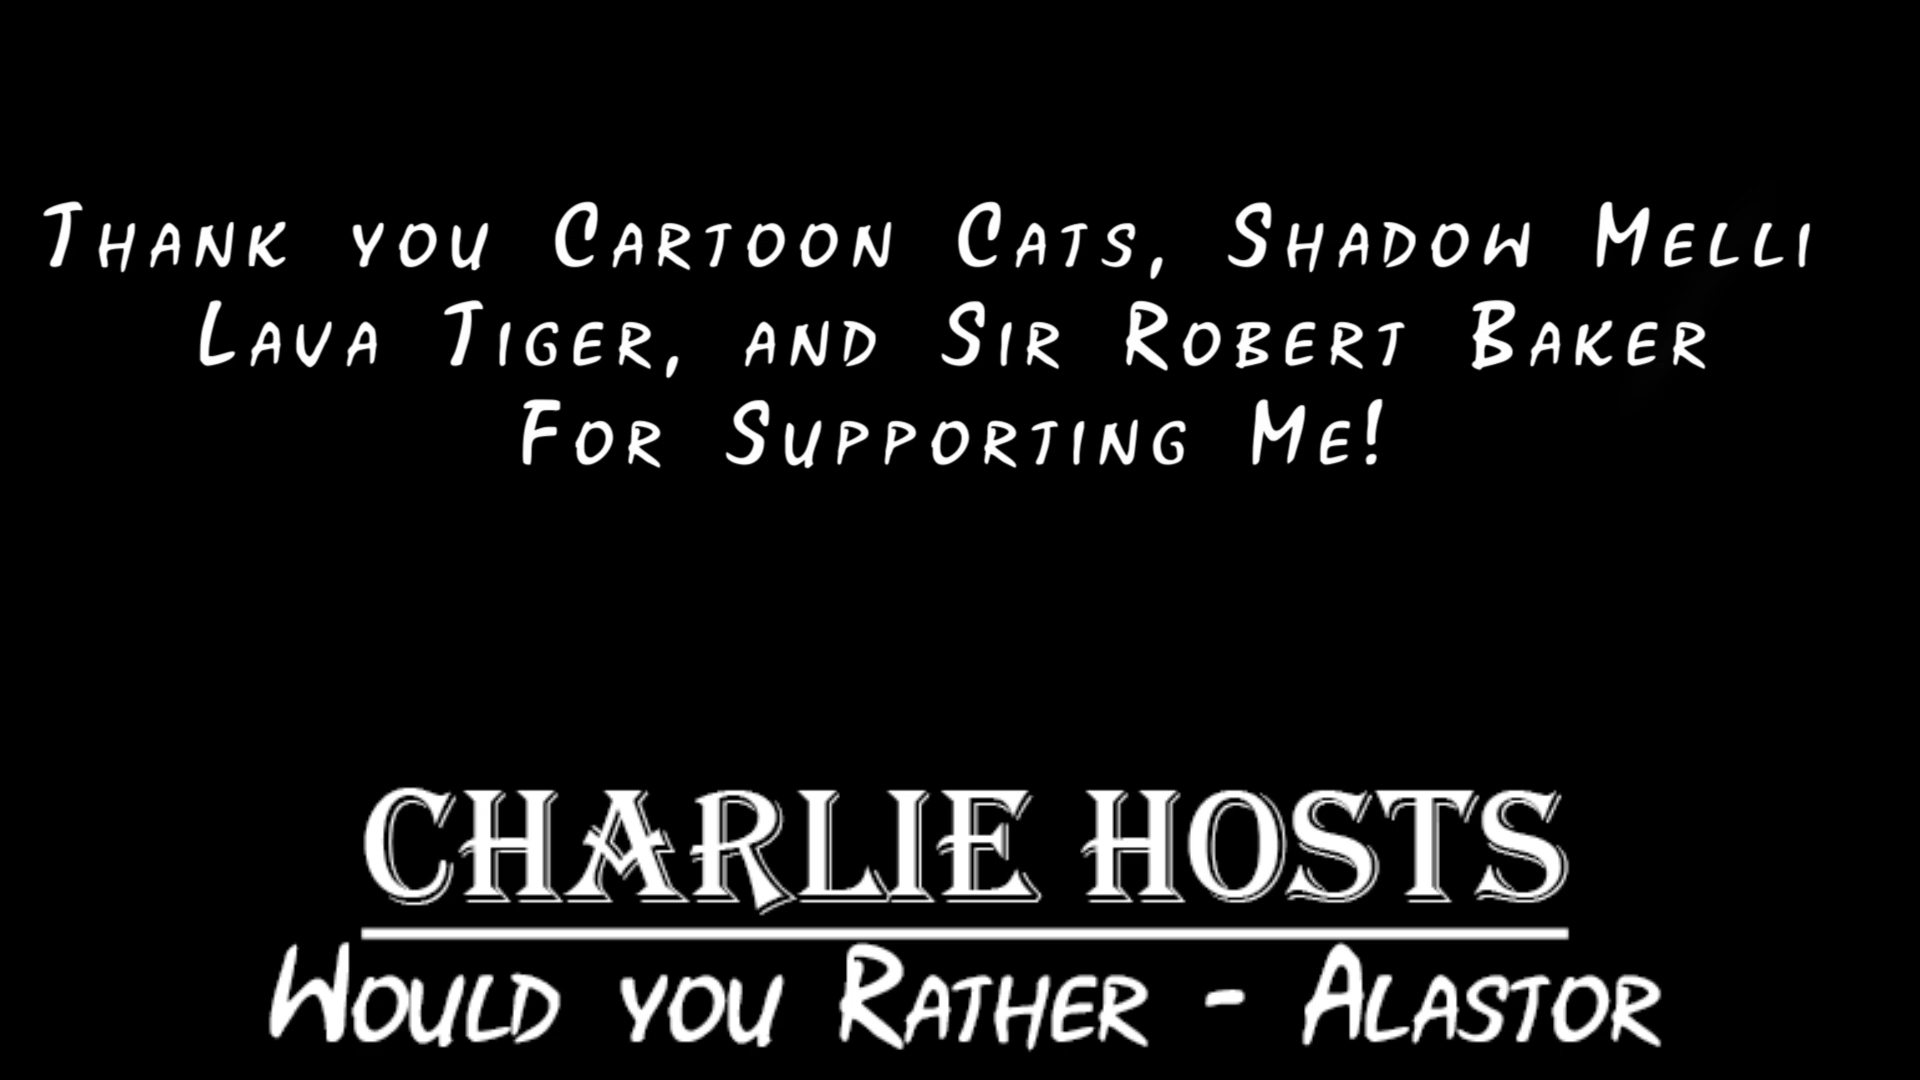 Thank you Cartoon Cats, Shadow Melli
Lava Tiger, and Sir Robert Baker
For Supporting Me!
CHARLIE HOSTS
Would you Rather - Alastor